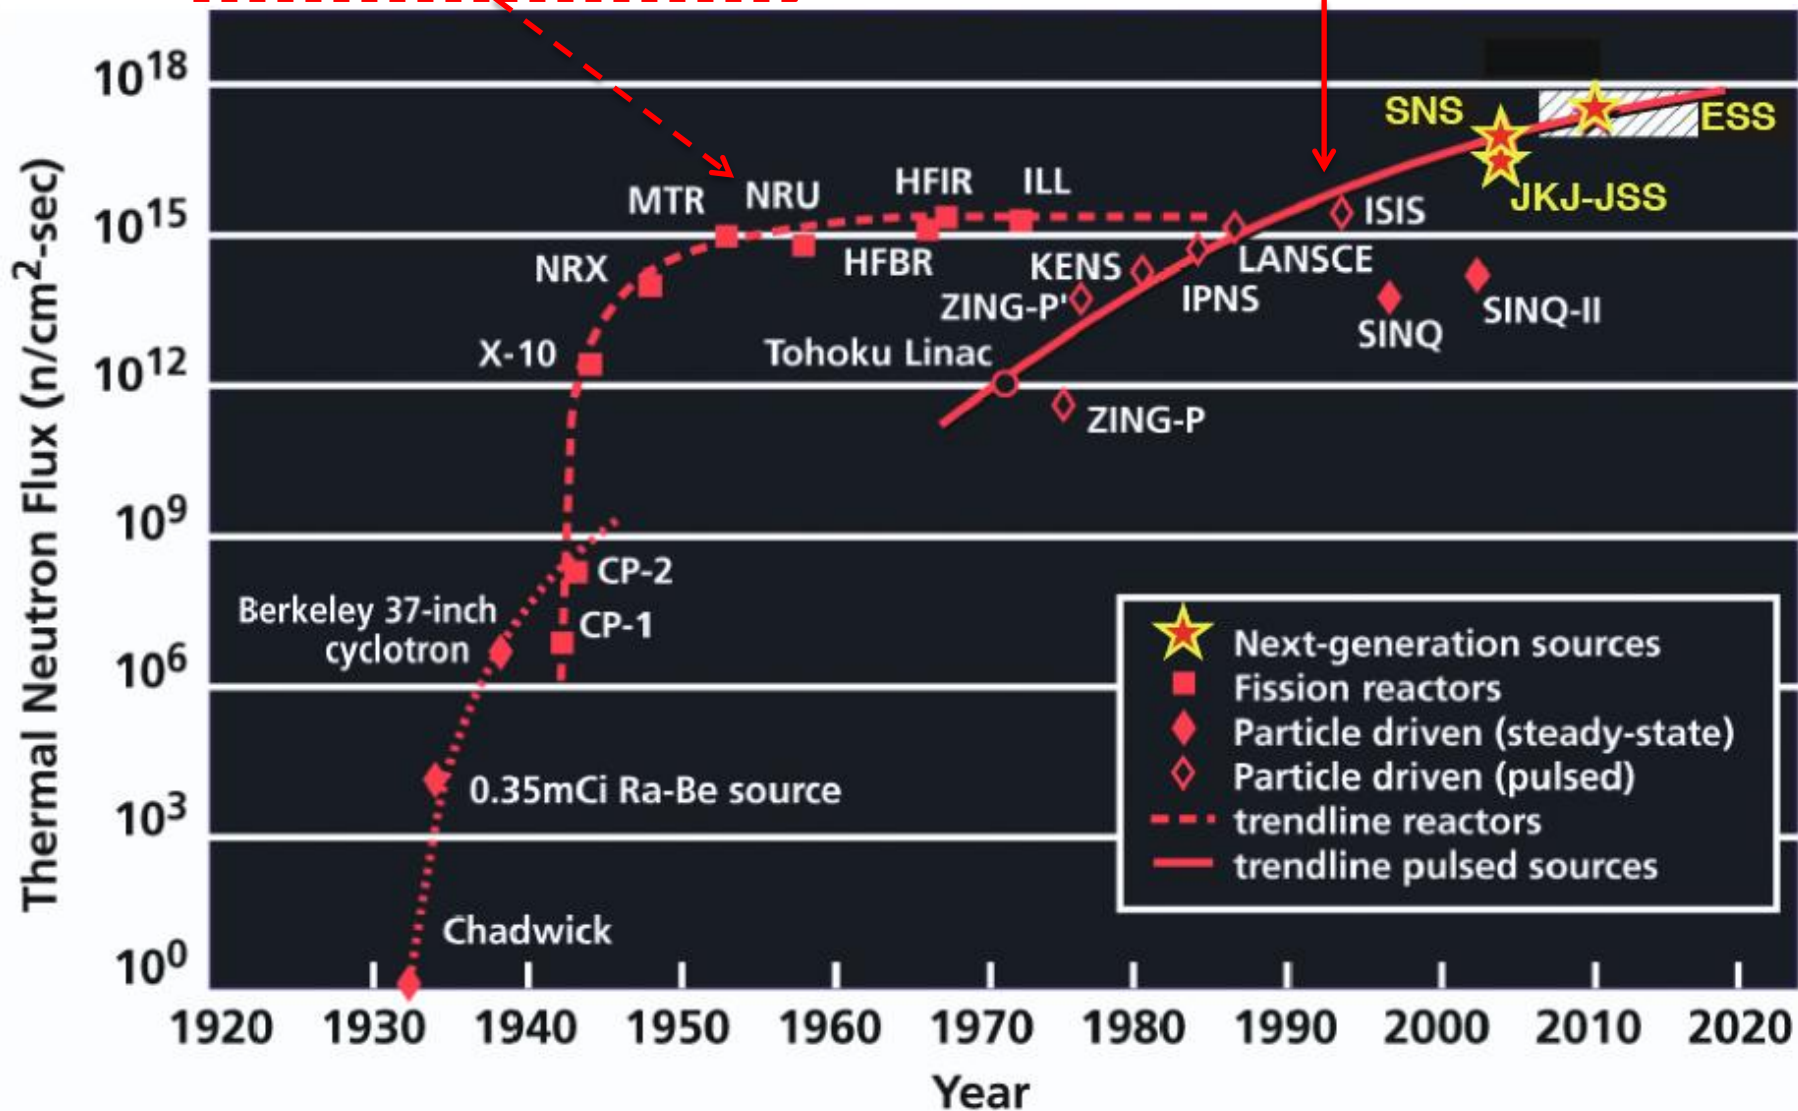 Thermal Neutron Flux (n/cm²-sec)
10¹⁸
10¹⁵
10¹²
10⁹
10⁶
10³
10⁰
SNS
ESS
JKJ-JSS
MTR
NRU
HFIR
ILL
ISIS
NRX
HFBR
KENS
LANSCE
ZING-P'
IPNS
SINQ
SINQ-II
X-10
Tohoku Linac
ZING-P
CP-2
Berkeley 37-inch
cyclotron
CP-1
0.35mCi Ra-Be source
Chadwick
Next-generation sources
Fission reactors
Particle driven (steady-state)
Particle driven (pulsed)
trendline reactors
trendline pulsed sources
1920 1930 1940 1950 1960 1970 1980 1990 2000 2010 2020
Year